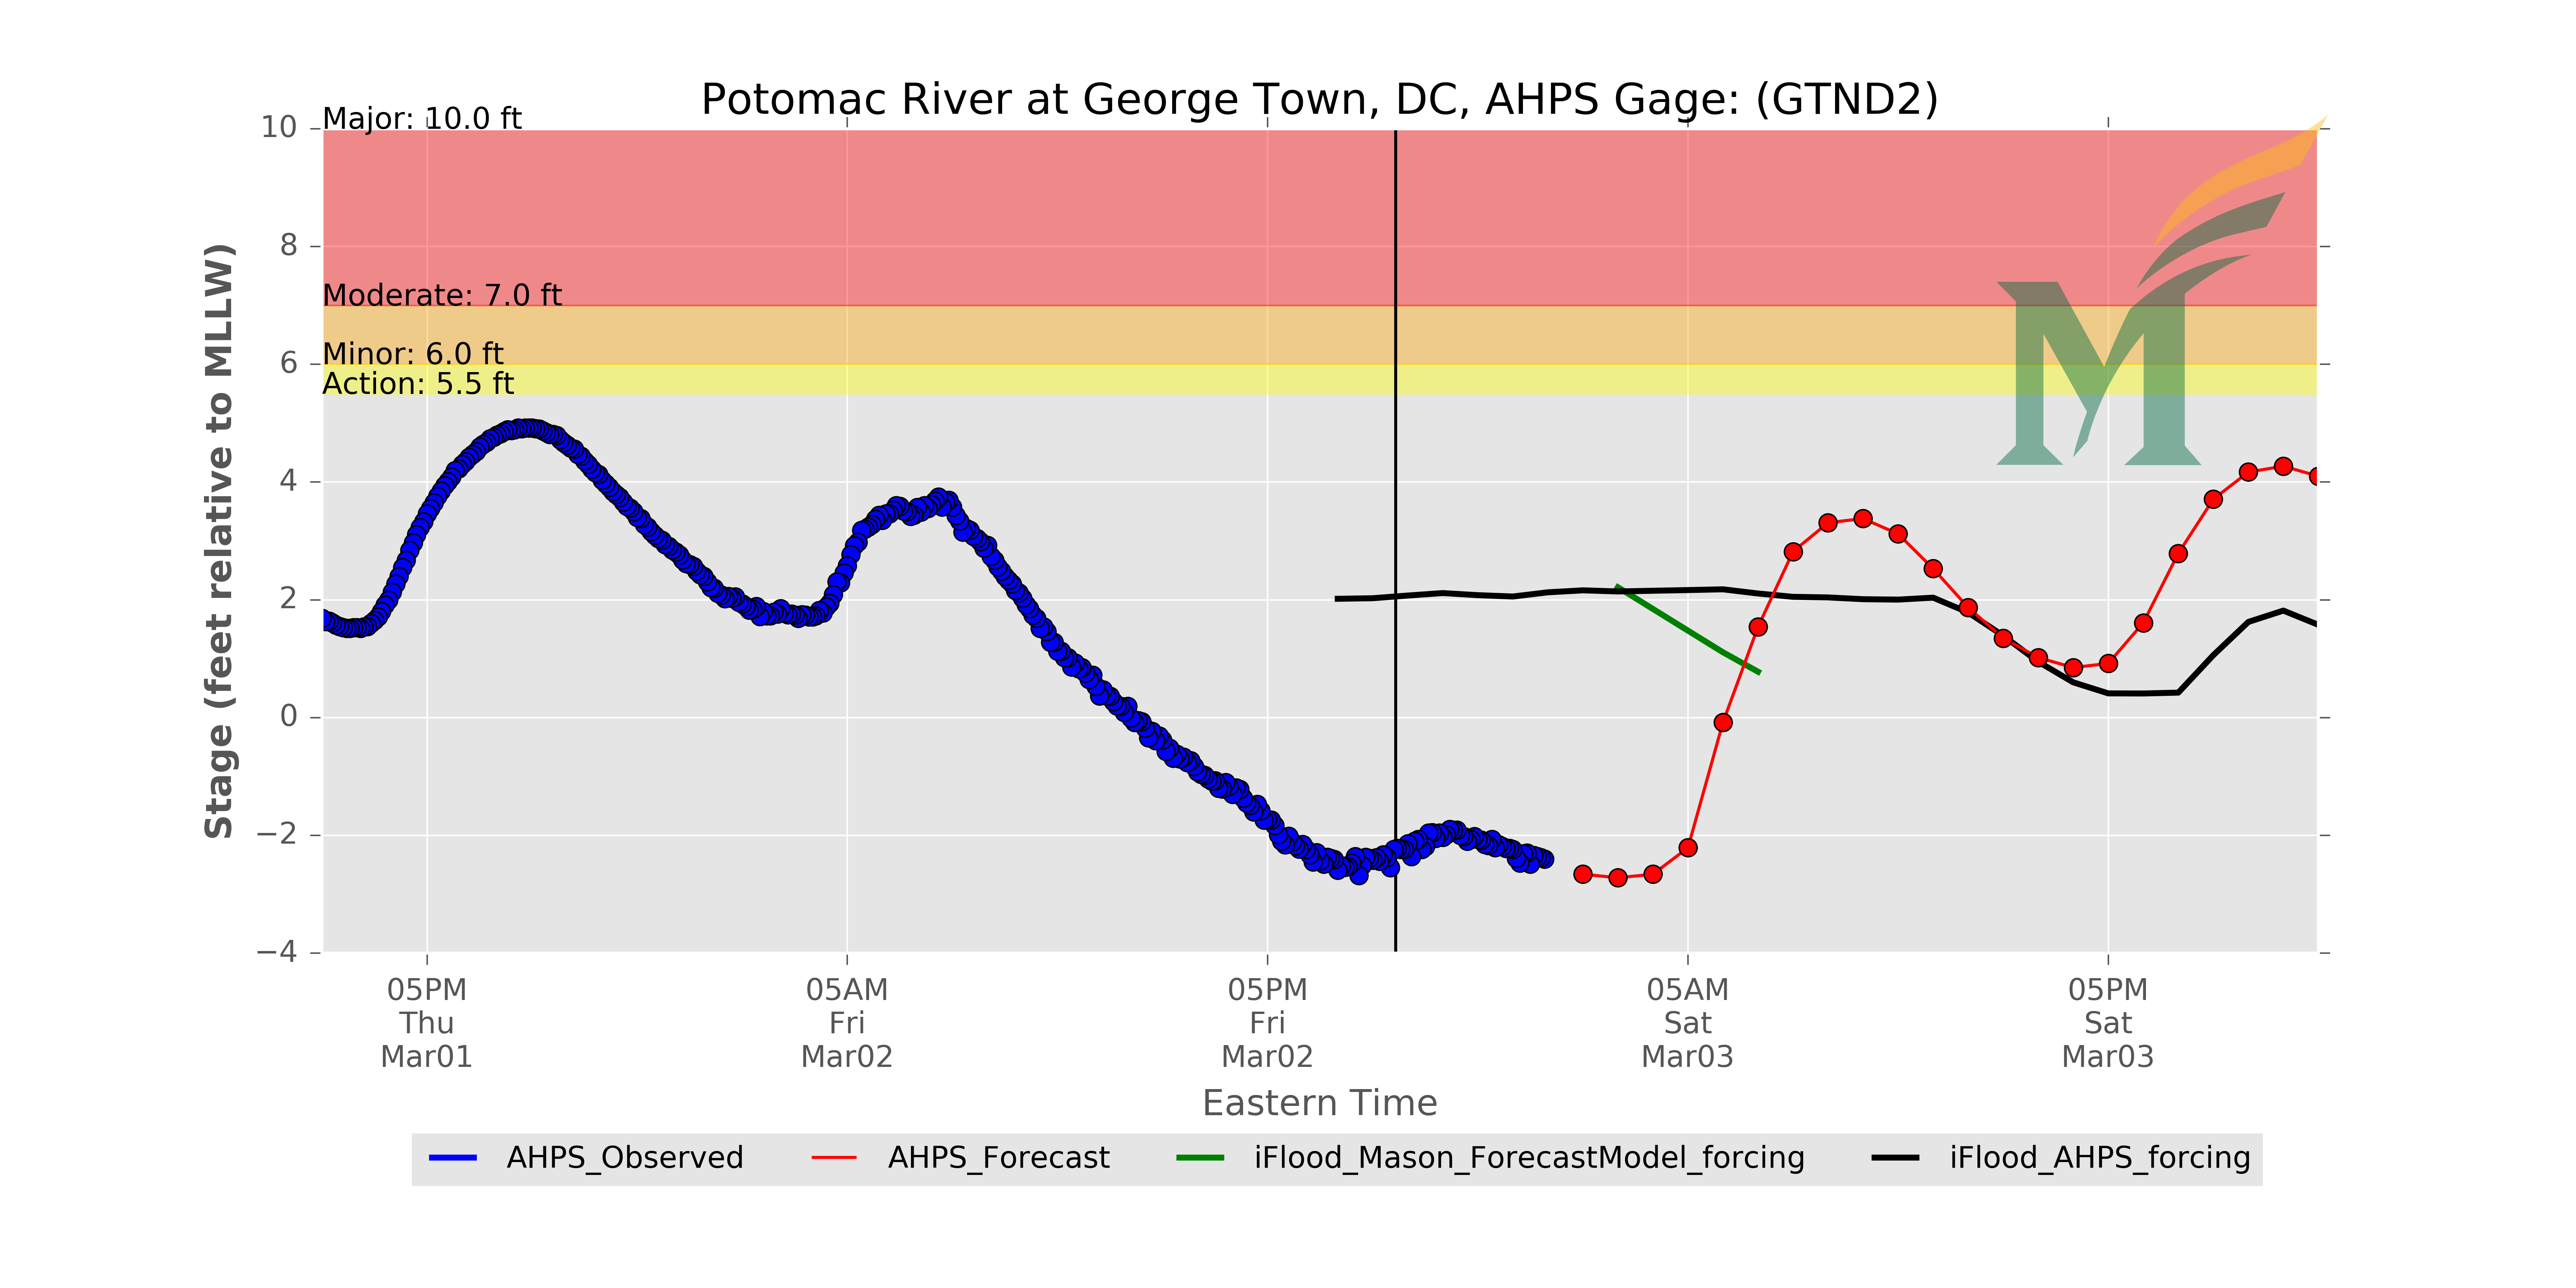 Potomac River at George Town, DC, AHPS Gage: (GTND2)
Major: 10.0 ft
Moderate: 7.0 ft
Minor: 6.0 ft
Action: 5.5 ft
Stage (feet relative to MLLW)
10
8
6
4
2
0
−2
−4
05PM
Thu
Mar01
05AM
Fri
Mar02
05PM
Fri
Mar02
05AM
Sat
Mar03
05PM
Sat
Mar03
Eastern Time
AHPS_Observed
AHPS_Forecast
iFlood_Mason_ForecastModel_forcing
iFlood_AHPS_forcing
M